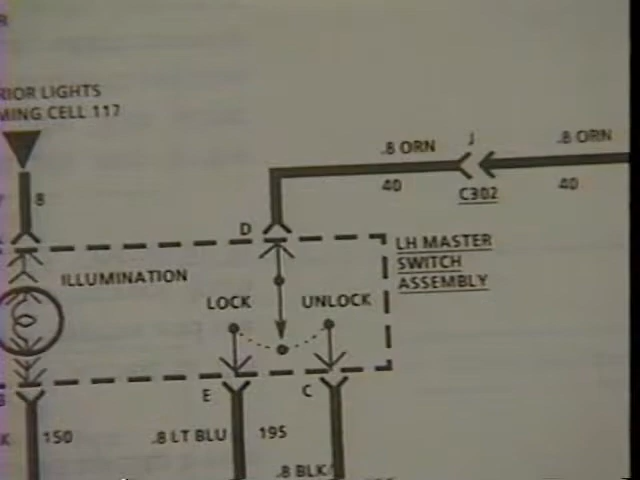 RIOR LIGHTS
MING CELL 117
8
.8 ORN
J
.8 ORN
40
C302
40
D
LH MASTER
SWITCH
ASSEMBLY
ILLUMINATION
LOCK
UNLOCK
E
C
K
150
.8 LT BLU
195
.8 BLK